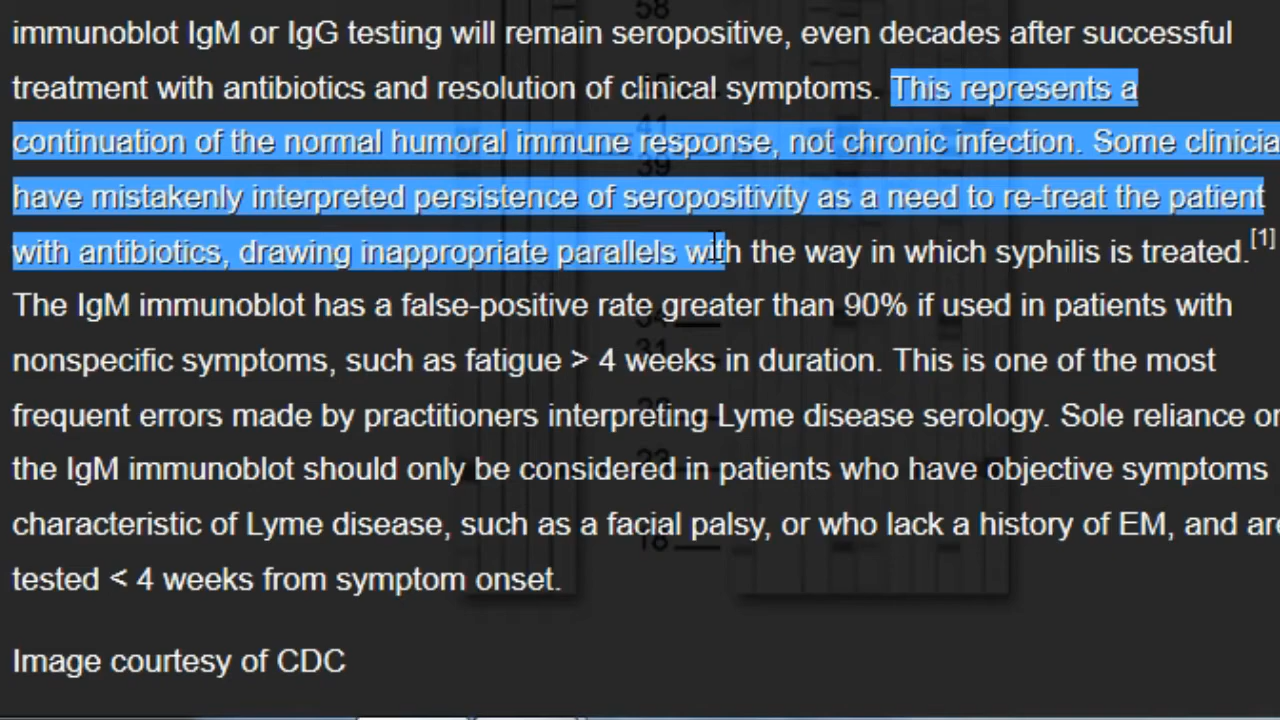 58
immunoblot IgM or IgG testing will remain seropositive, even decades after successful
treatment with antibiotics and resolution of clinical symptoms. This represents a
continuation of the normal humoral immune response, not chronic infection. Some clinicia
have mistakenly interpreted persistence of seropositivity as a need to re-treat the patient
with antibiotics, drawing inappropriate parallels with the way in which syphilis is treated.[1]
The IgM immunoblot has a false-positive rate greater than 90% if used in patients with
nonspecific symptoms, such as fatigue > 4 weeks in duration. This is one of the most
frequent errors made by practitioners interpreting Lyme disease serology. Sole reliance on
the IgM immunoblot should only be considered in patients who have objective symptoms
characteristic of Lyme disease, such as a facial palsy, or who lack a history of EM, and are
tested < 4 weeks from symptom onset.
Image courtesy of CDC